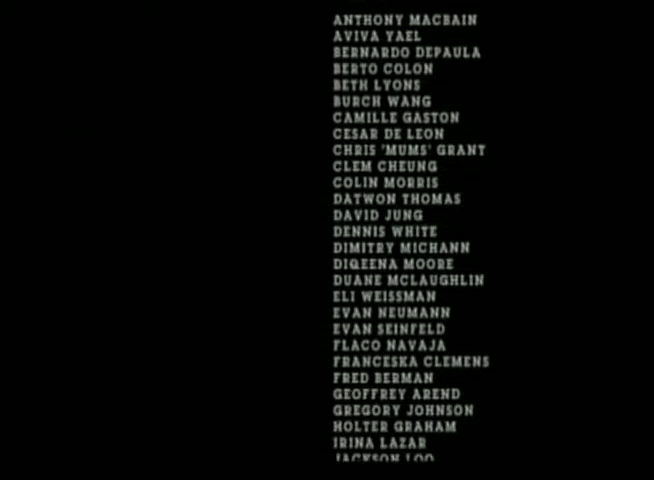 ANTHONY MACBAIN
AVIVA YAEL
BERNARDO DEPAULA
BERTO COLON
BETH LYONS
BURCH WANG
CAMILLE GASTON
CESAR DE LEON
CHRIS 'MUMS' GRANT
CLEM CHEUNG
COLIN MORRIS
DATWON THOMAS
DAVID JUNG
DENNIS WHITE
DIMITRY MICHANN
DIQEENA MOORE
DUANE MCLAUGHLIN
ELI WEISSMAN
EVAN NEUMANN
EVAN SEINFELD
FLACO NAVAJA
FRANCESKA CLEMENS
FRED BERMAN
GEOFFREY AREND
GREGORY JOHNSON
HOLTER GRAHAM
IRINA LAZAR
JACKSON LOO